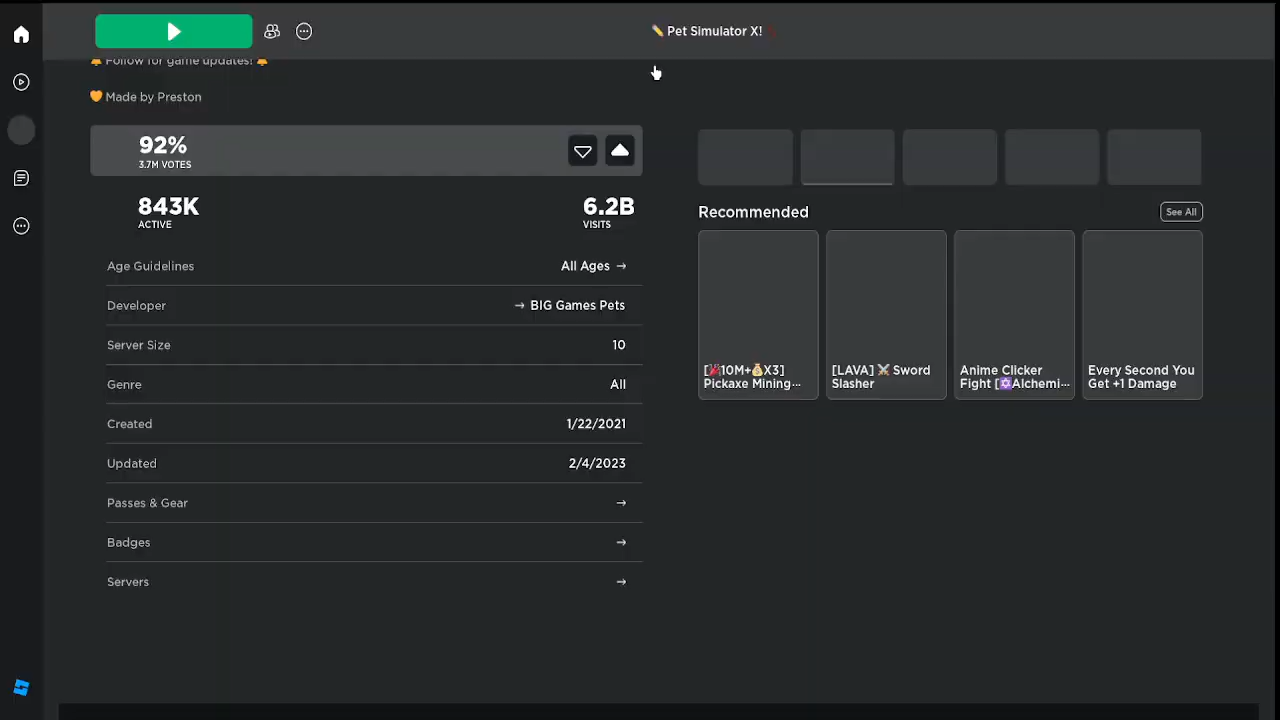 ✏️ Pet Simulator X!
🔔 Follow for game updates! 🔔
🧡 Made by Preston
92%
3.7M VOTES
843K
ACTIVE
6.2B
VISITS
Age Guidelines
All Ages →
Developer
→ BIG Games Pets
Server Size
10
Genre
All
Created
1/22/2021
Updated
2/4/2023
Passes & Gear
→
Badges
→
Servers
→
Recommended
See All
[🎉10M+💰X3]
Pickaxe Mining...
[LAVA] ⚔️ Sword
Slasher
Anime Clicker
Fight [🔯Alchemi...
Every Second You
Get +1 Damage